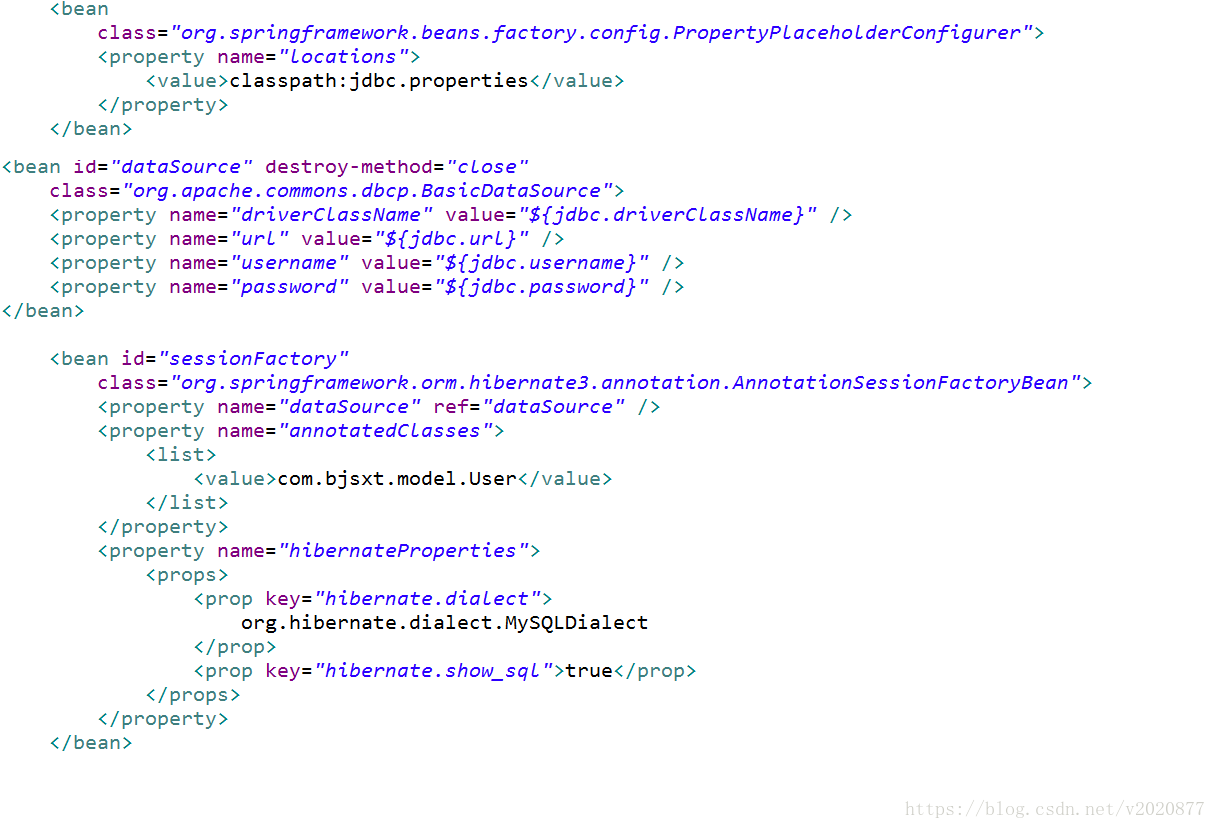 <bean
class="org.springframework.beans.factory.config.PropertyPlaceholderConfigurer">
<property name="locations">
<value>classpath:jdbc.properties</value>
</property>
</bean>
<bean id="dataSource" destroy-method="close"
class="org.apache.commons.dbcp.BasicDataSource">
<property name="driverClassName" value="${jdbc.driverClassName}" />
<property name="url" value="${jdbc.url}" />
<property name="username" value="${jdbc.username}" />
<property name="password" value="${jdbc.password}" />
</bean>
<bean id="sessionFactory"
class="org.springframework.orm.hibernate3.annotation.AnnotationSessionFactoryBean">
<property name="dataSource" ref="dataSource" />
<property name="annotatedClasses">
<list>
<value>com.bjsxt.model.User</value>
</list>
</property>
<property name="hibernateProperties">
<props>
<prop key="hibernate.dialect">
org.hibernate.dialect.MySQLDialect
</prop>
<prop key="hibernate.show_sql">true</prop>
</props>
</property>
</bean>
https://blog.csdn.net/v2020877